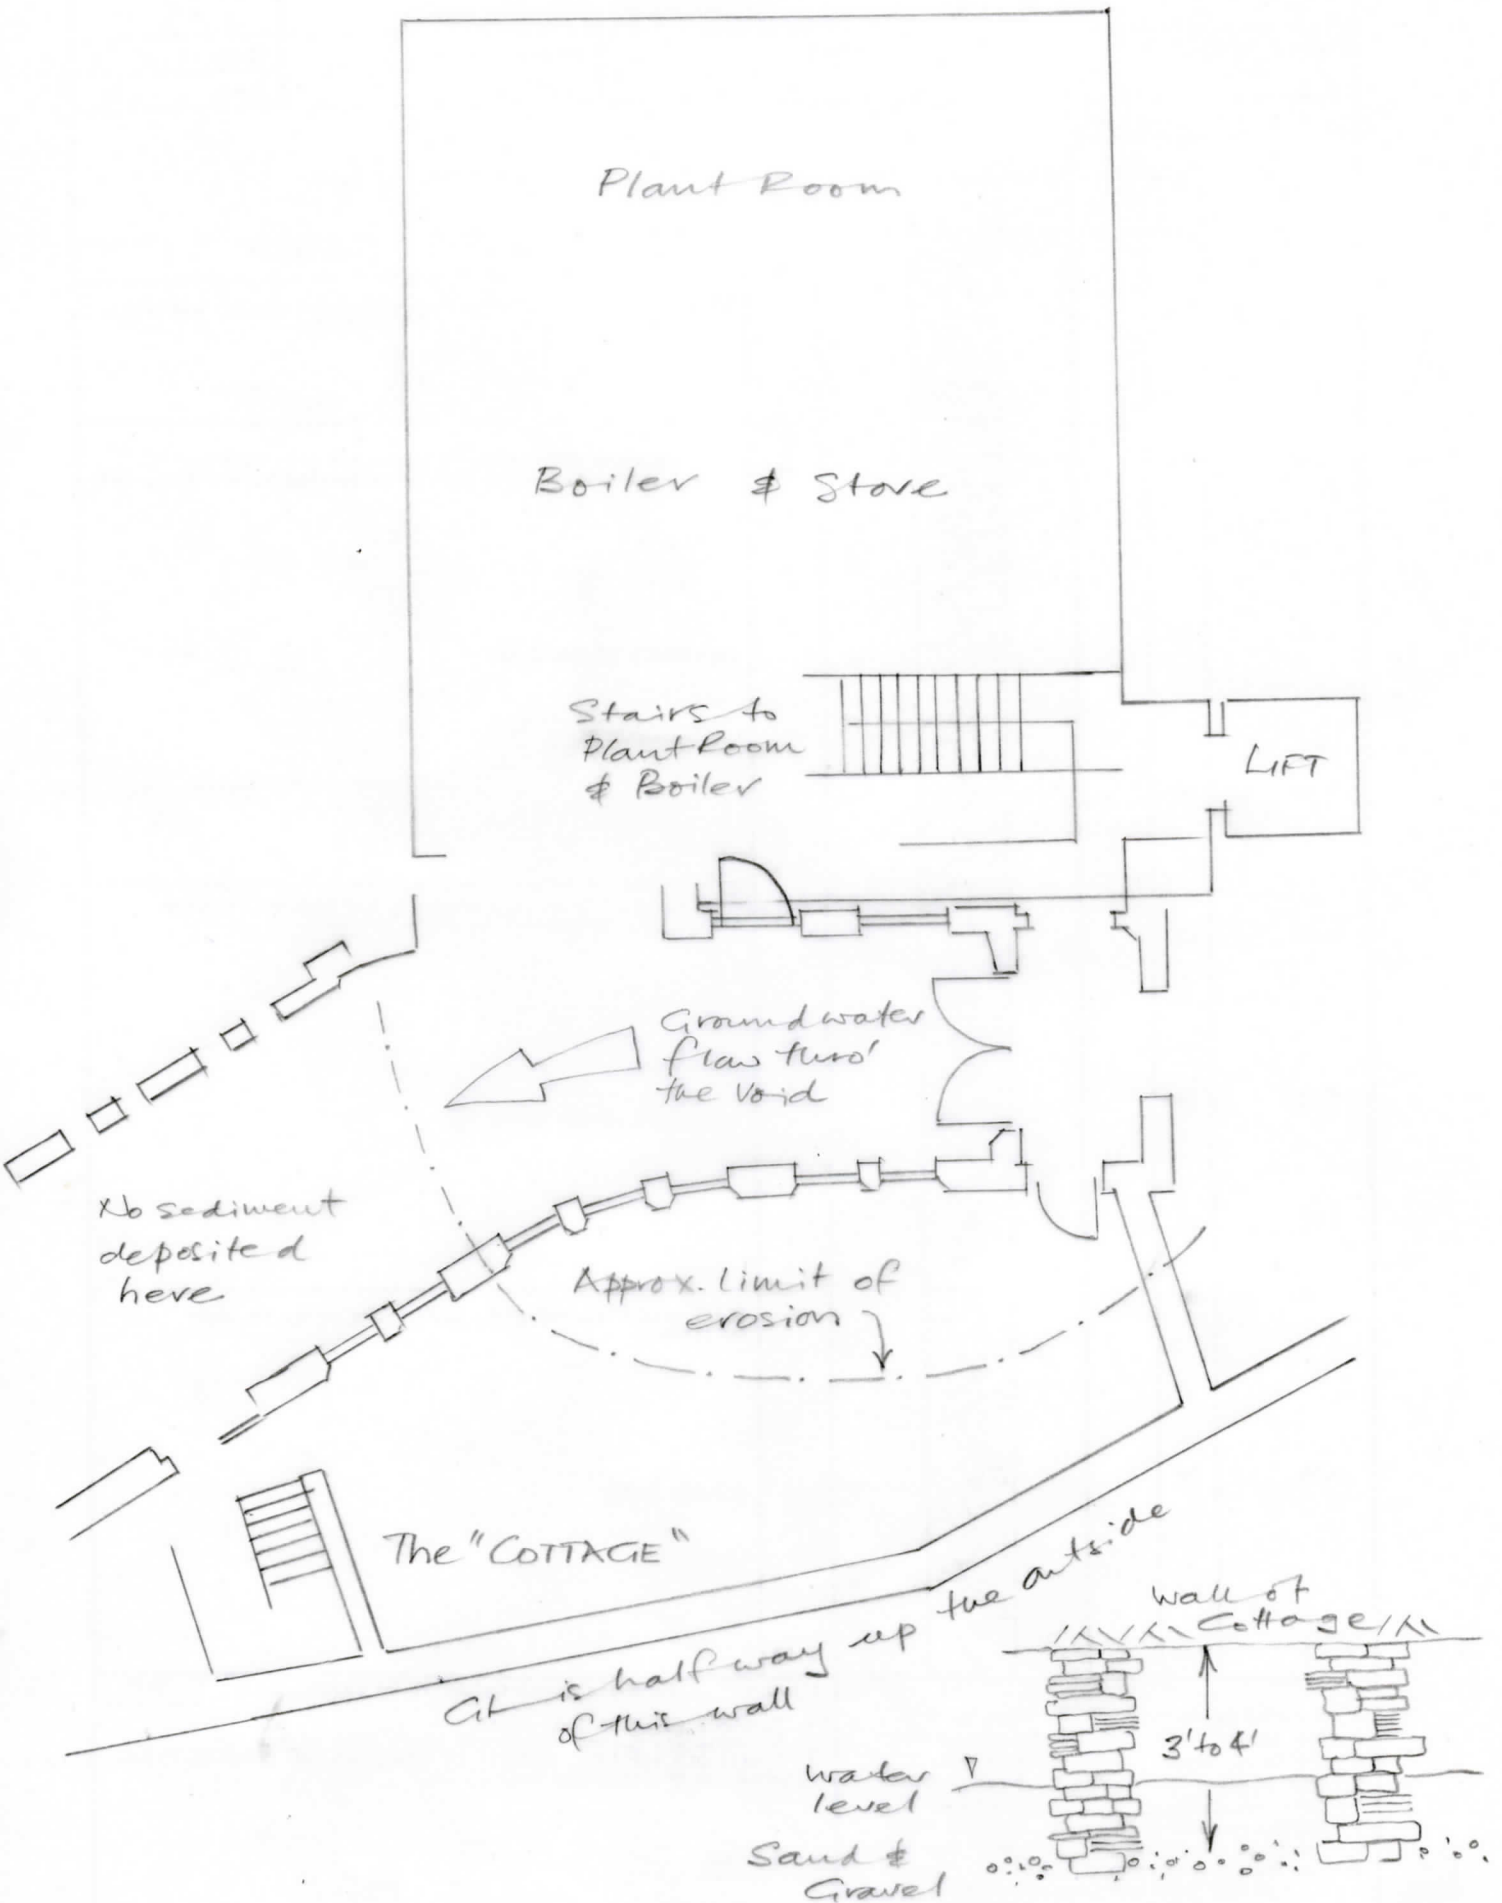 Plant Room
Boiler & Store
Stairs to
Plant Room
& Boiler
LIFT
Groundwater
flow thro'
the Void
No sediment
deposited
here
Approx. limit of
erosion
The "COTTAGE"
GL is half way up the outside
of this wall
Wall of
Cottage
3' to 4'
water
level
Sand &
Gravel